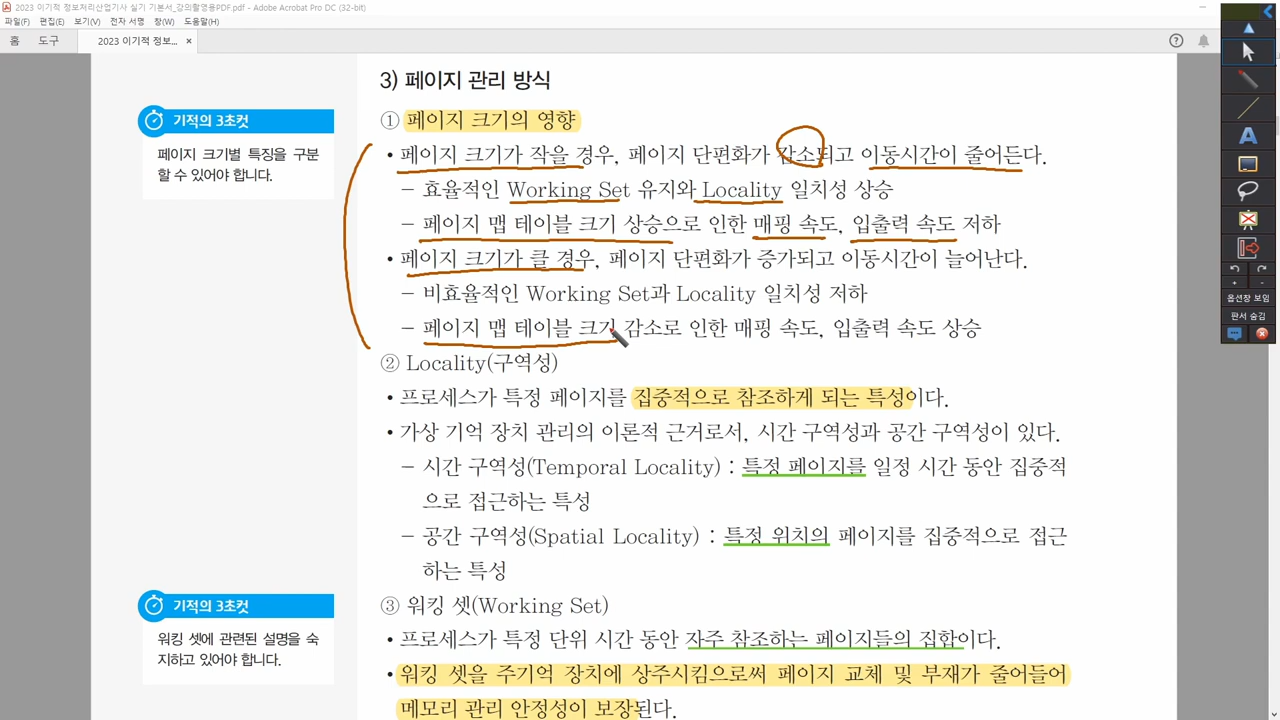 2023 이기적 정보처리산업기사 실기 기본서_강의촬영용PDF.pdf - Adobe Acrobat Pro DC (32-bit)
파일(F) 편집(E) 보기(V) 전자 서명 창(W) 도움말(H)
홈 도구 2023 이기적 정보... ×
3) 페이지 관리 방식
기적의 3초컷
페이지 크기별 특징을 구분
할 수 있어야 합니다.
① 페이지 크기의 영향
• 페이지 크기가 작을 경우, 페이지 단편화가 감소되고 이동시간이 줄어든다.
– 효율적인 Working Set 유지와 Locality 일치성 상승
– 페이지 맵 테이블 크기 상승으로 인한 매핑 속도, 입출력 속도 저하
• 페이지 크기가 클 경우, 페이지 단편화가 증가되고 이동시간이 늘어난다.
– 비효율적인 Working Set과 Locality 일치성 저하
– 페이지 맵 테이블 크기 감소로 인한 매핑 속도, 입출력 속도 상승
② Locality(구역성)
• 프로세스가 특정 페이지를 집중적으로 참조하게 되는 특성이다.
• 가상 기억 장치 관리의 이론적 근거로서, 시간 구역성과 공간 구역성이 있다.
– 시간 구역성(Temporal Locality) : 특정 페이지를 일정 시간 동안 집중적
으로 접근하는 특성
– 공간 구역성(Spatial Locality) : 특정 위치의 페이지를 집중적으로 접근
하는 특성
기적의 3초컷
워킹 셋에 관련된 설명을 숙
지하고 있어야 합니다.
③ 워킹 셋(Working Set)
• 프로세스가 특정 단위 시간 동안 자주 참조하는 페이지들의 집합이다.
• 워킹 셋을 주기억 장치에 상주시킴으로써 페이지 교체 및 부재가 줄어들어
메모리 관리 안정성이 보장된다.
A
옵션창 보임
판서 숨김